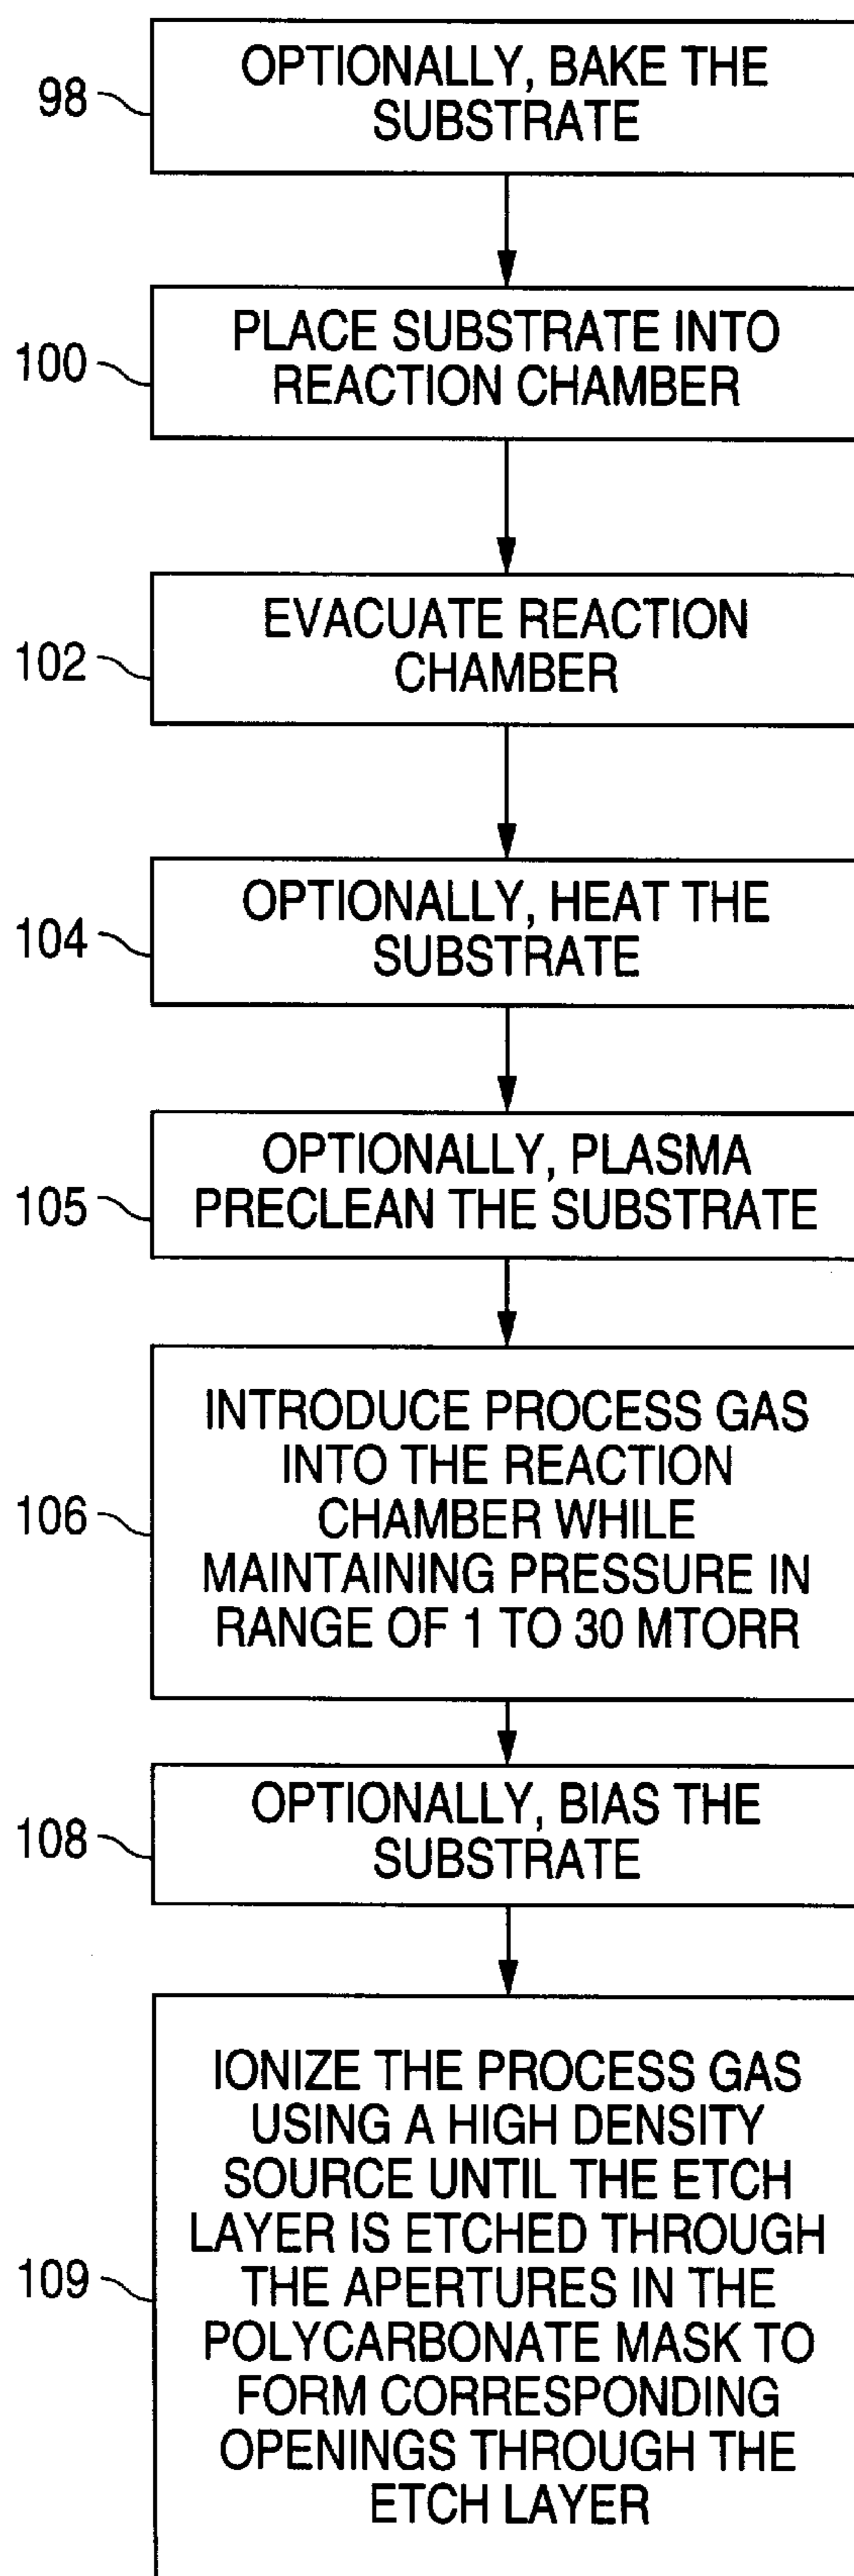 98
OPTIONALLY, BAKE THE
SUBSTRATE
100
PLACE SUBSTRATE INTO
REACTION CHAMBER
102
EVACUATE REACTION
CHAMBER
104
OPTIONALLY, HEAT THE
SUBSTRATE
105
OPTIONALLY, PLASMA
PRECLEAN THE SUBSTRATE
106
INTRODUCE PROCESS GAS
INTO THE REACTION
CHAMBER WHILE
MAINTAINING PRESSURE IN
RANGE OF 1 TO 30 MTORR
108
OPTIONALLY, BIAS THE
SUBSTRATE
109
IONIZE THE PROCESS GAS
USING A HIGH DENSITY
SOURCE UNTIL THE ETCH
LAYER IS ETCHED THROUGH
THE APERTURES IN THE
POLYCARBONATE MASK TO
FORM CORRESPONDING
OPENINGS THROUGH THE
ETCH LAYER